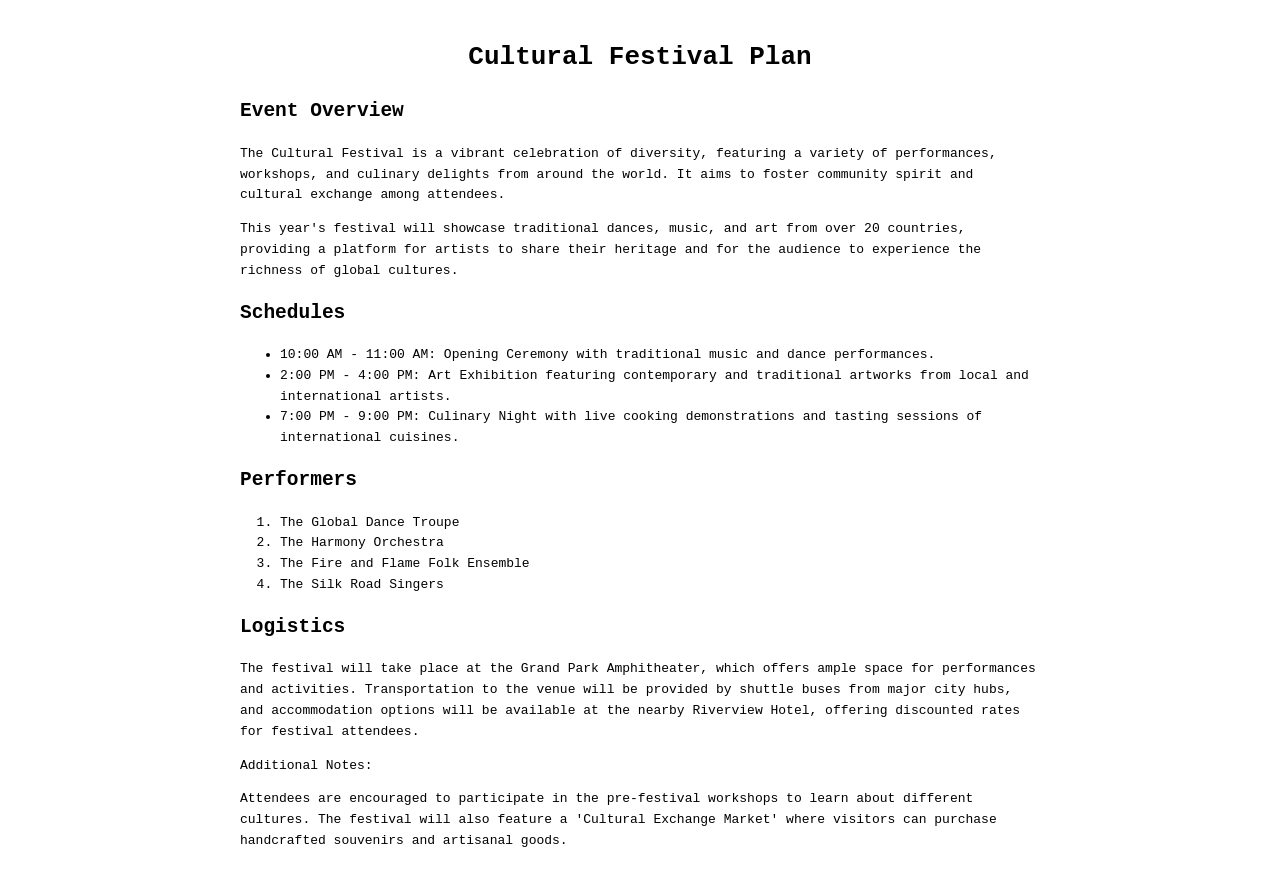 Cultural Festival Plan
Event Overview
The Cultural Festival is a vibrant celebration of diversity, featuring a variety of performances,
workshops, and culinary delights from around the world. It aims to foster community spirit and
cultural exchange among attendees.
This year's festival will showcase traditional dances, music, and art from over 20 countries,
providing a platform for artists to share their heritage and for the audience to experience the
richness of global cultures.
Schedules
• 10:00 AM - 11:00 AM: Opening Ceremony with traditional music and dance performances.
• 2:00 PM - 4:00 PM: Art Exhibition featuring contemporary and traditional artworks from local and
international artists.
• 7:00 PM - 9:00 PM: Culinary Night with live cooking demonstrations and tasting sessions of
international cuisines.
Performers
1. The Global Dance Troupe
2. The Harmony Orchestra
3. The Fire and Flame Folk Ensemble
4. The Silk Road Singers
Logistics
The festival will take place at the Grand Park Amphitheater, which offers ample space for performances
and activities. Transportation to the venue will be provided by shuttle buses from major city hubs,
and accommodation options will be available at the nearby Riverview Hotel, offering discounted rates
for festival attendees.
Additional Notes:
Attendees are encouraged to participate in the pre-festival workshops to learn about different
cultures. The festival will also feature a 'Cultural Exchange Market' where visitors can purchase
handcrafted souvenirs and artisanal goods.